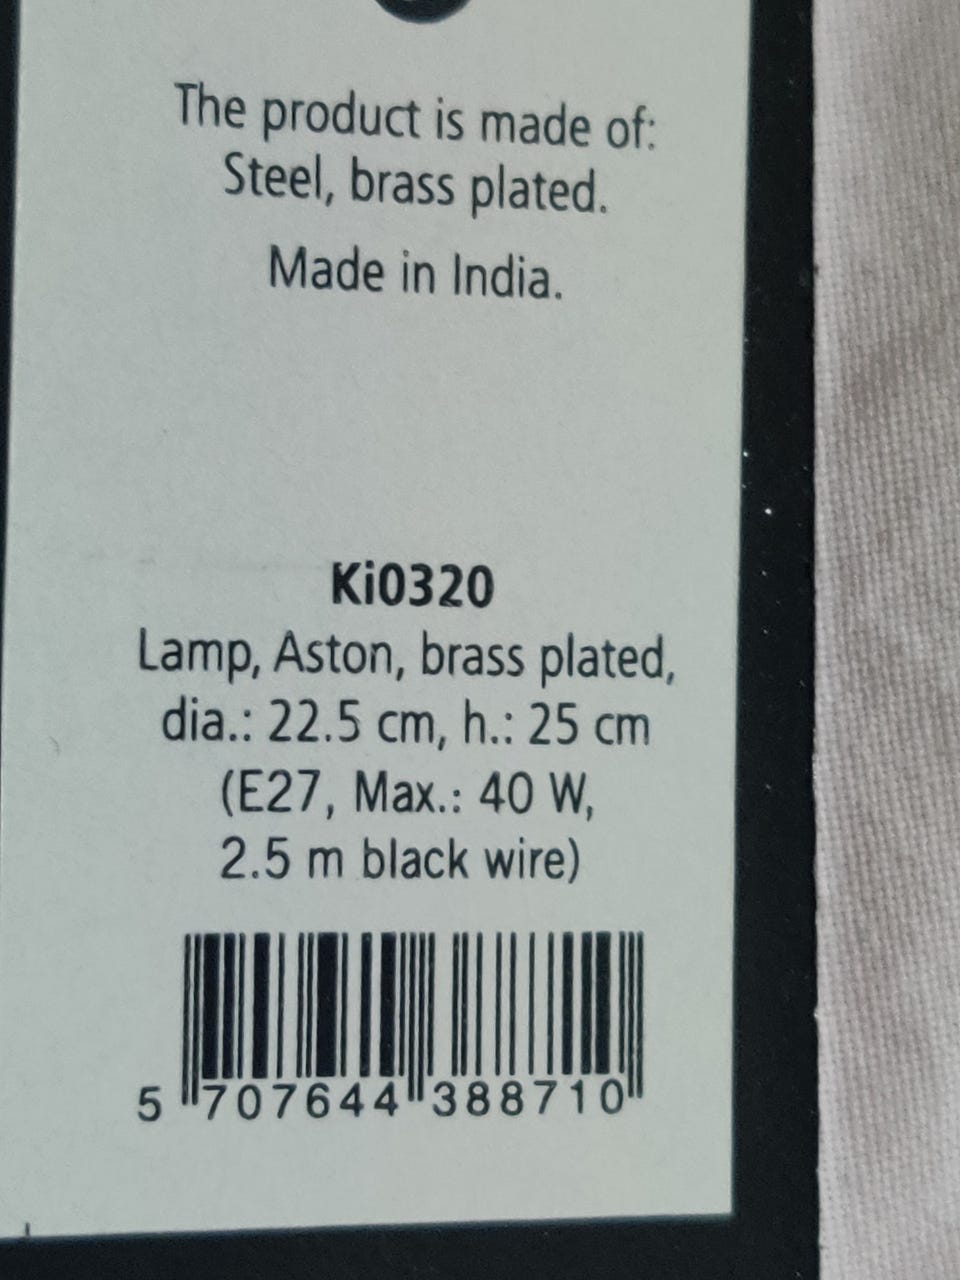 The product is made of:
Steel, brass plated.
Made in India.
Ki0320
Lamp, Aston, brass plated,
dia.: 22.5 cm, h.: 25 cm
(E27, Max.: 40 W,
2.5 m black wire)
5 707644 388710